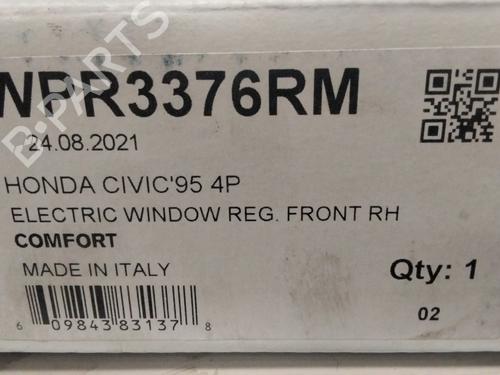 NPR3376RM
24.08.2021
HONDA CIVIC'95 4P
ELECTRIC WINDOW REG. FRONT RH
COMFORT
MADE IN ITALY
Qty: 1
6 09843 83137 8
02
B-PARTS